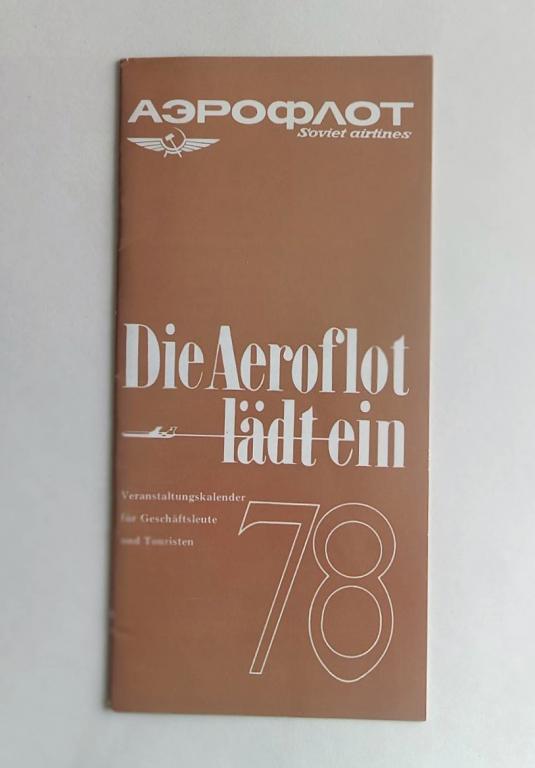 АЭРОФЛОТ
Soviet airlines
Die Aeroflot
lädt ein
Veranstaltungskalender
für Geschäftsleute
und Touristen
78